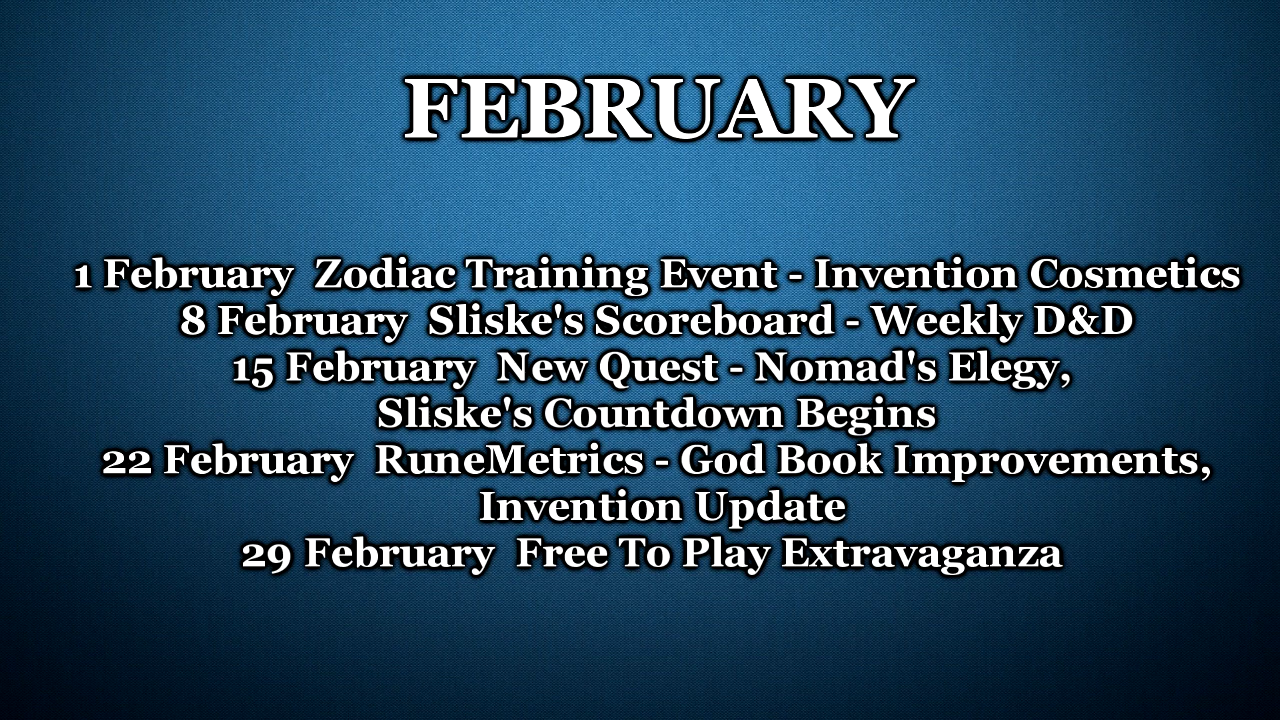 FEBRUARY
1 February  Zodiac Training Event - Invention Cosmetics
8 February  Sliske's Scoreboard - Weekly D&D
15 February  New Quest - Nomad's Elegy,
Sliske's Countdown Begins
22 February  RuneMetrics - God Book Improvements,
Invention Update
29 February  Free To Play Extravaganza